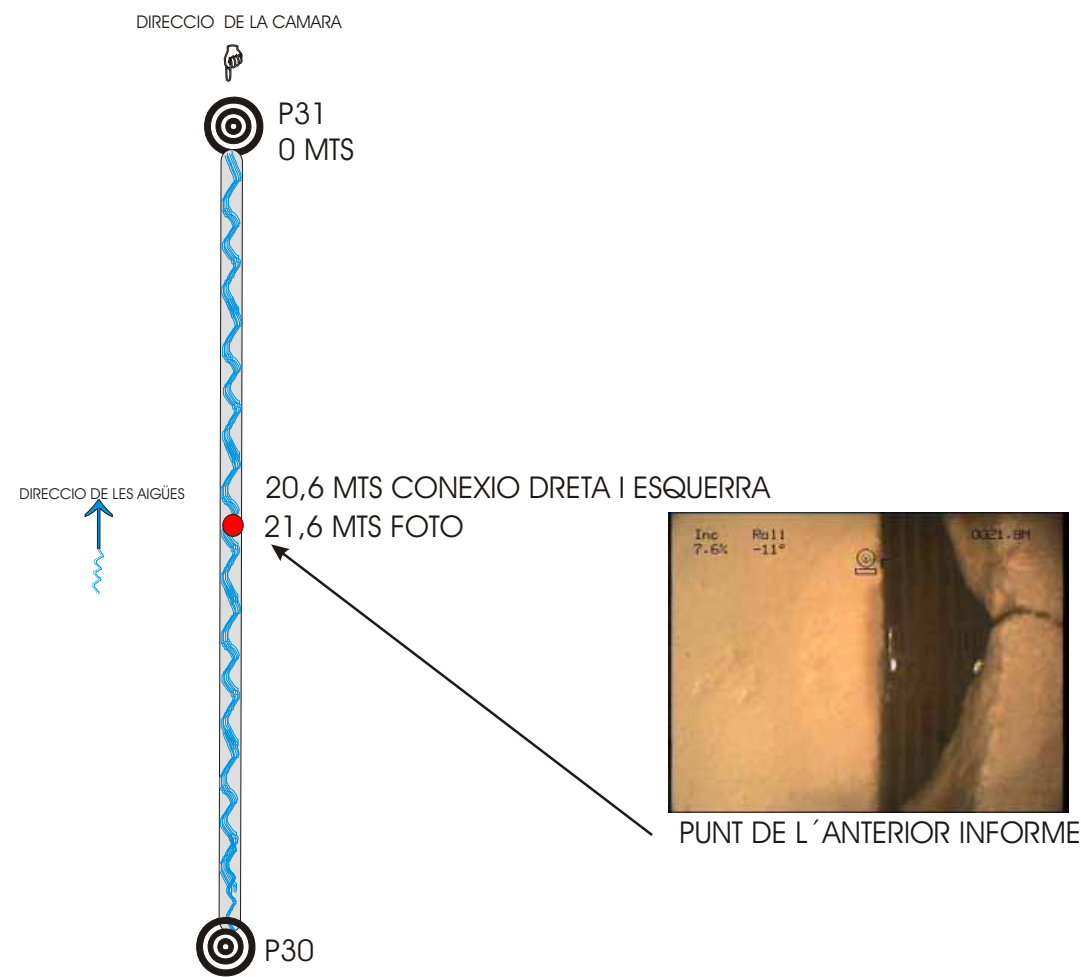 DIRECCIO DE LA CAMARA
P31
0 MTS
DIRECCIO DE LES AIGÜES
20,6 MTS CONEXIO DRETA I ESQUERRA
21,6 MTS FOTO
Inc Roll 0021.8M
7.6% -11°
PUNT DE L´ANTERIOR INFORME
P30